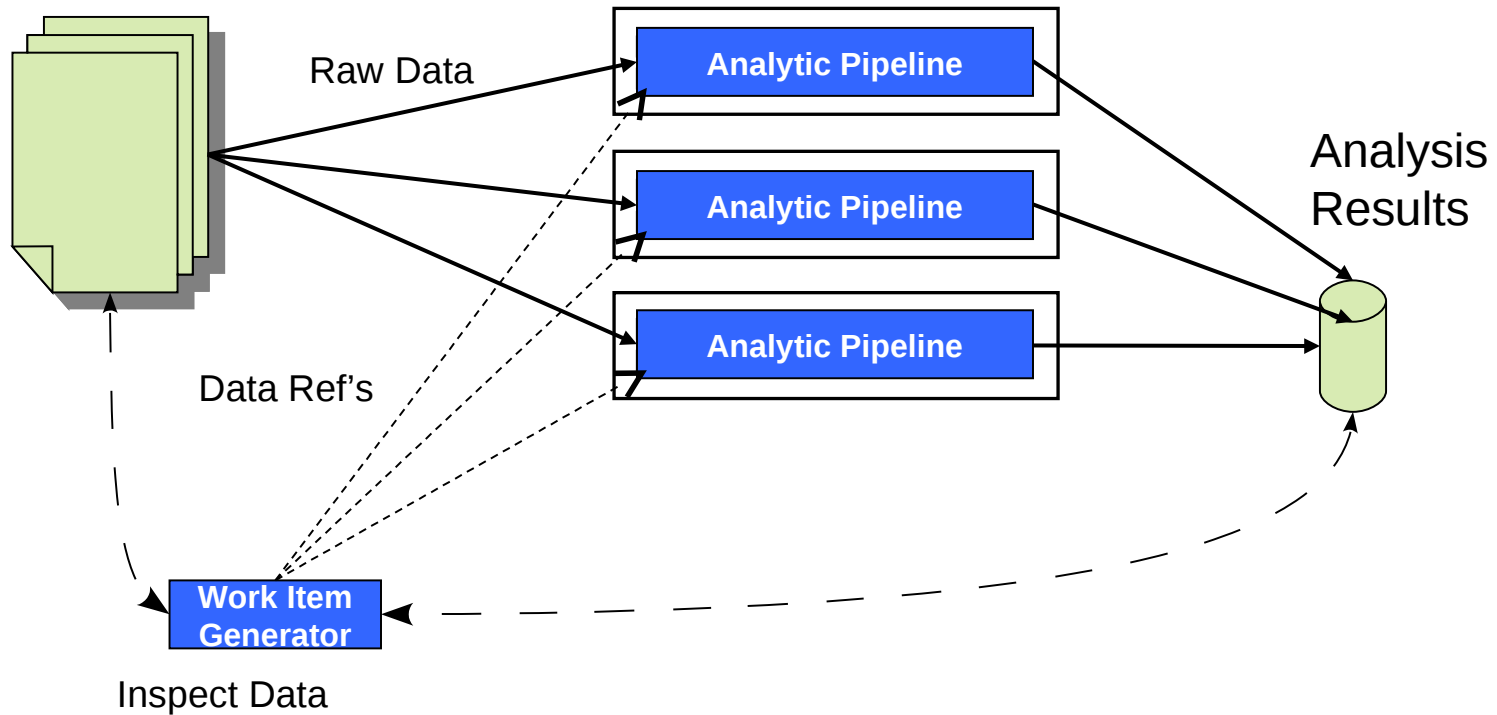 Raw Data
Analytic Pipeline
Analytic Pipeline
Analysis
Results
Analytic Pipeline
Data Ref’s
Work Item
Generator
Inspect Data